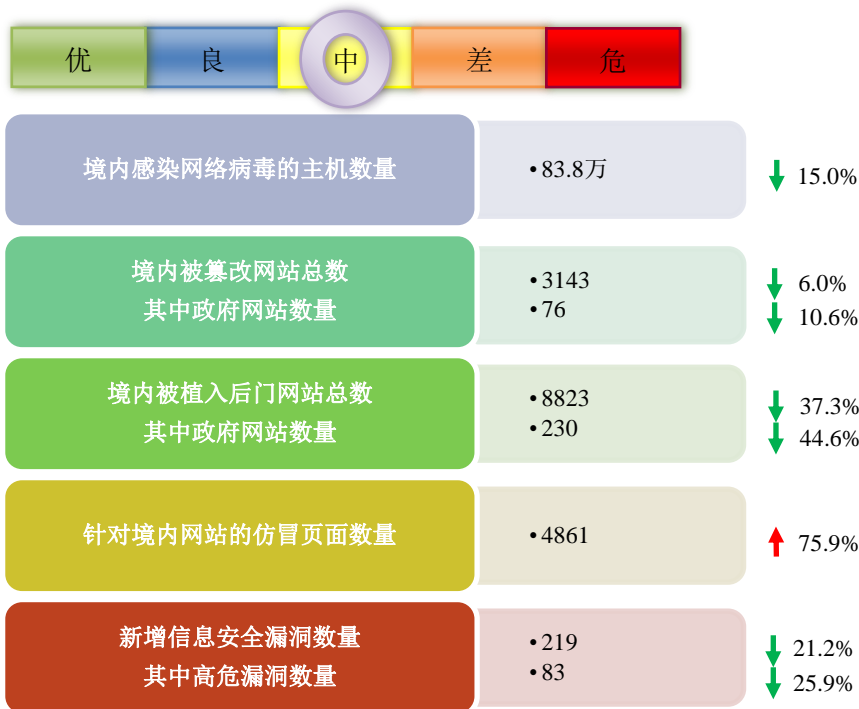 优 良 中 差 危
境内感染网络病毒的主机数量
•83.8万
15.0%
境内被篡改网站总数
其中政府网站数量
•3143
•76
6.0%
10.6%
境内被植入后门网站总数
其中政府网站数量
•8823
•230
37.3%
44.6%
针对境内网站的仿冒页面数量
•4861
75.9%
新增信息安全漏洞数量
其中高危漏洞数量
•219
•83
21.2%
25.9%